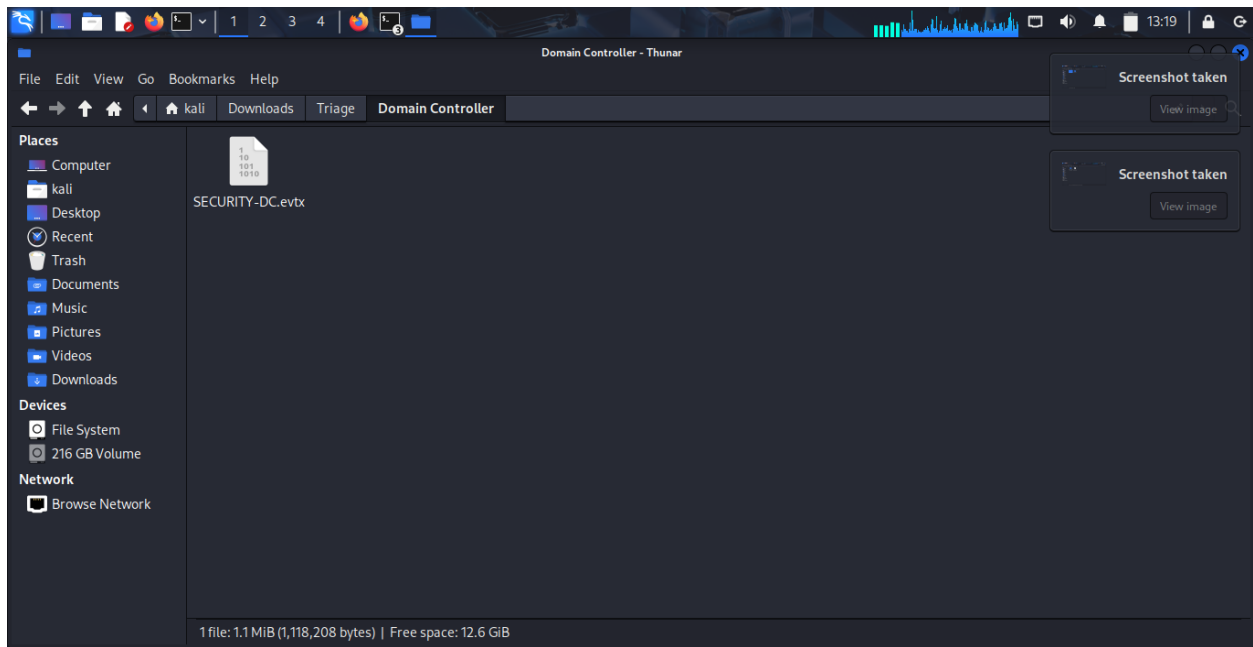 1 2 3 4 3 13:19
Domain Controller - Thunar
File Edit View Go Bookmarks Help
kali Downloads Triage Domain Controller
Screenshot taken
View image
Screenshot taken
View image
Places
Computer
kali
Desktop
Recent
Trash
Documents
Music
Pictures
Videos
Downloads
Devices
File System
216 GB Volume
Network
Browse Network
1
10
101
1010
SECURITY-DC.evtx
1 file: 1.1 MiB (1,118,208 bytes) | Free space: 12.6 GiB